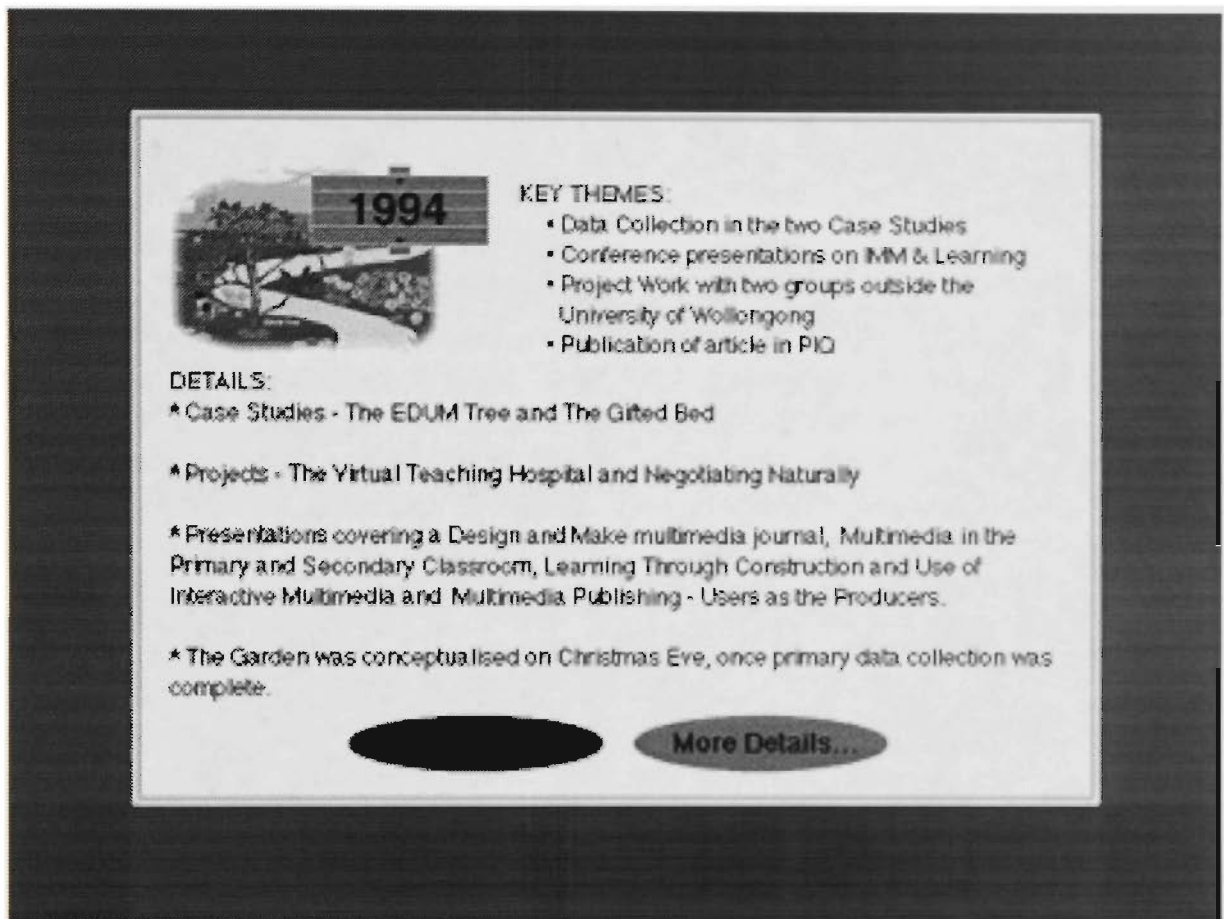 1994
KEY THEMES:
• Data Collection in the two Case Studies
• Conference presentations on IMM & Learning
• Project Work with two groups outside the
University of Wollongong
• Publication of article in PIQ
DETAILS:
* Case Studies - The EDUM Tree and The Gifted Bed
* Projects - The Virtual Teaching Hospital and Negotiating Naturally
* Presentations covering a Design and Make multimedia journal, Multimedia in the
Primary and Secondary Classroom, Learning Through Construction and Use of
Interactive Multimedia and Multimedia Publishing - Users as the Producers.
* The Garden was conceptualised on Christmas Eve, once primary data collection was
complete.
More Details...